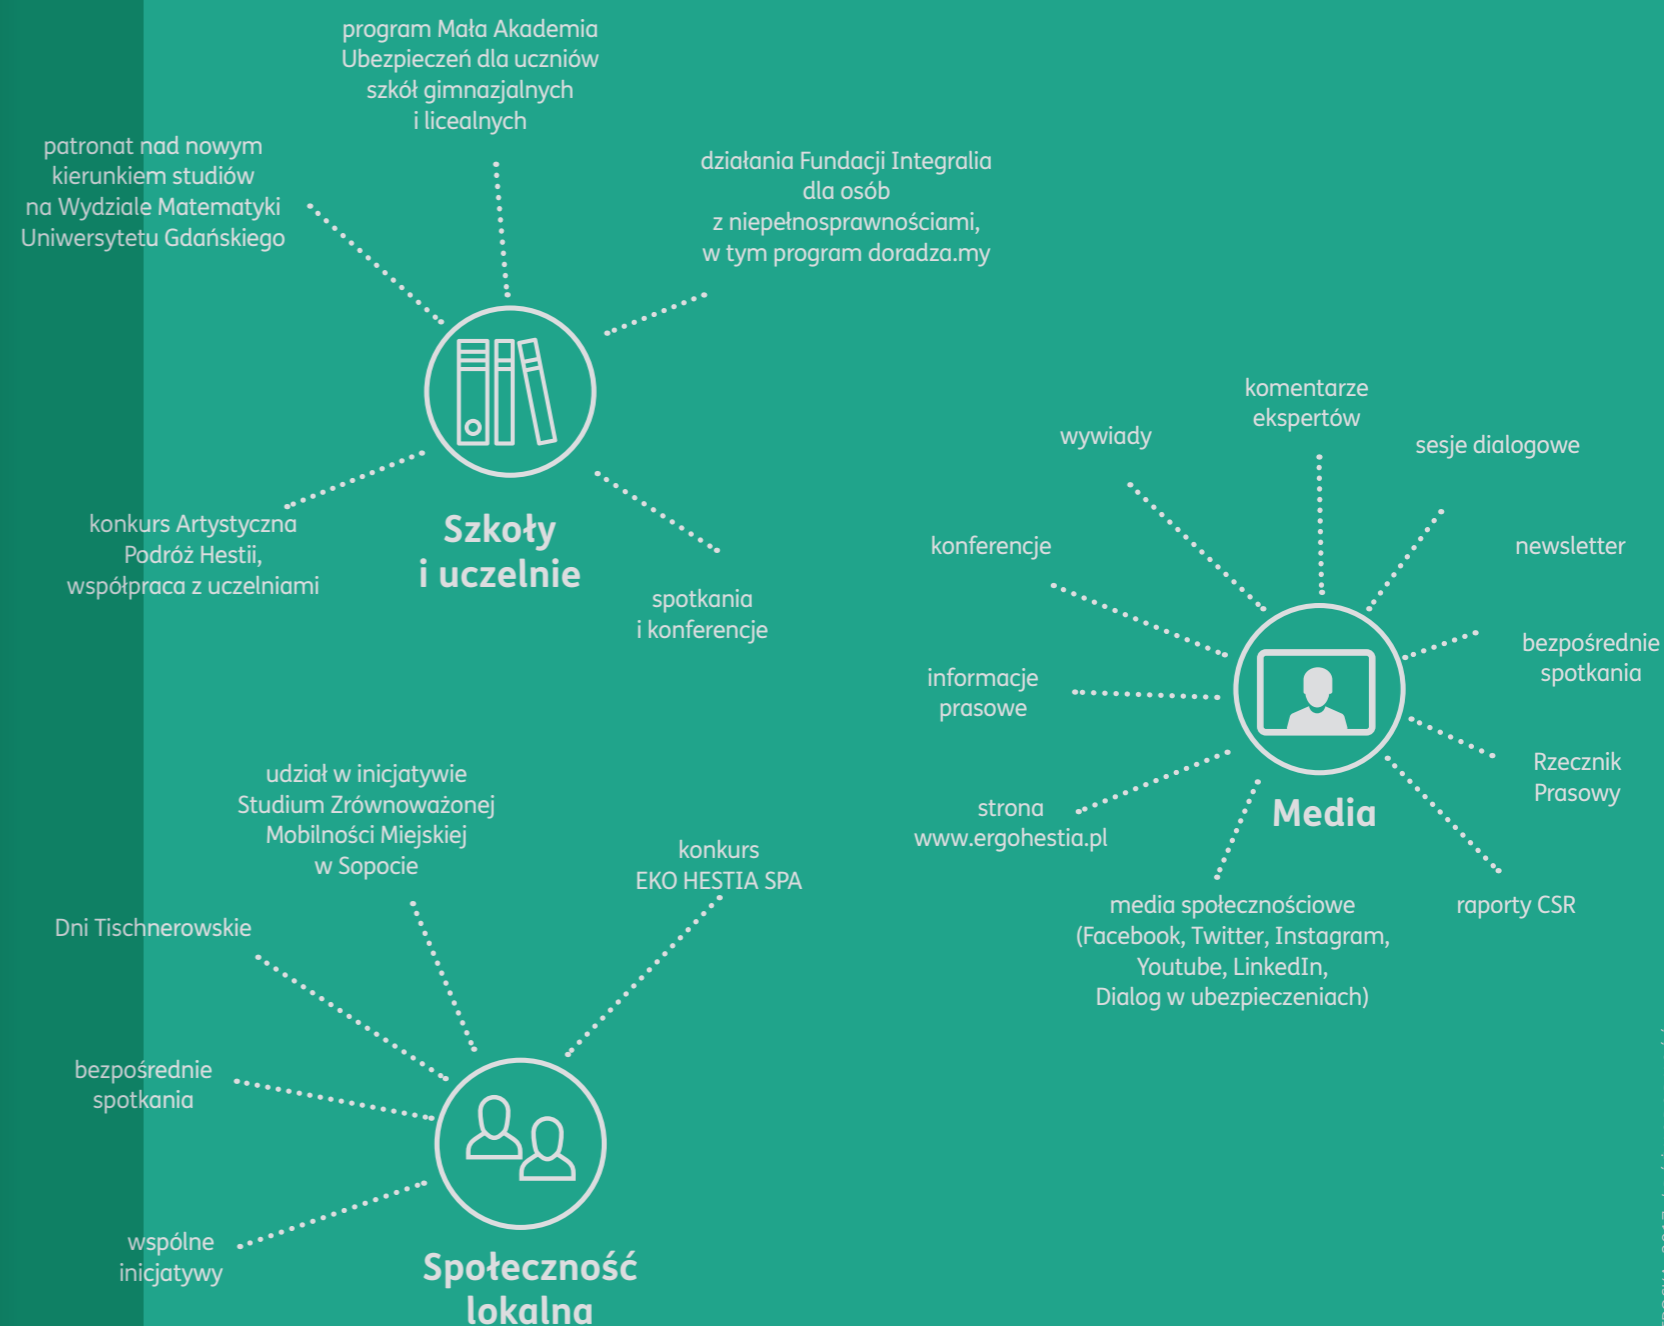 program Mała Akademia
Ubezpieczeń dla uczniów
szkół gimnazjalnych
i licealnych
patronat nad nowym
kierunkiem studiów
na Wydziale Matematyki
Uniwersytetu Gdańskiego
działania Fundacji Integralia
dla osób
z niepełnosprawnościami,
w tym program doradza.my
konkurs Artystyczna
Podróż Hestii,
współpraca z uczelniami
Szkoły
i uczelnie
spotkania
i konferencje
komentarze
ekspertów
wywiady
sesje dialogowe
konferencje
newsletter
bezpośrednie
spotkania
informacje
prasowe
Rzecznik
Prasowy
strona
www.ergohestia.pl
Media
media społecznościowe
(Facebook, Twitter, Instagram,
Youtube, LinkedIn,
Dialog w ubezpieczeniach)
raporty CSR
udział w inicjatywie
Studium Zrównoważonej
Mobilności Miejskiej
w Sopocie
konkurs
EKO HESTIA SPA
Dni Tischnerowskie
bezpośrednie
spotkania
wspólne
inicjatywy
Społeczność
lokalna